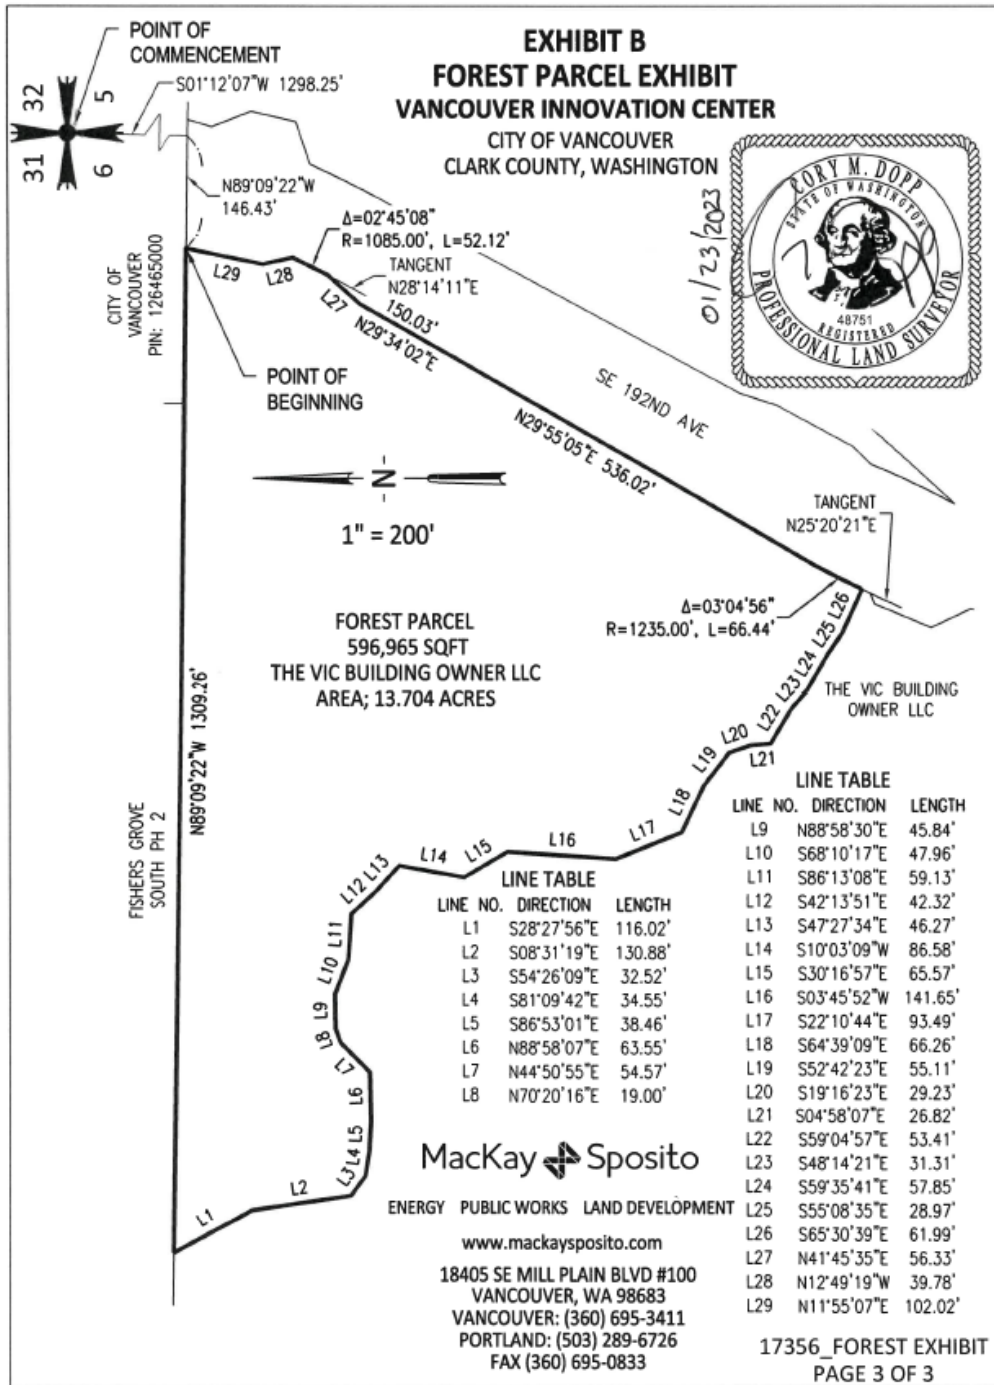 POINT OF
COMMENCEMENT
S01°12'07"W 1298.25'
32
5
31
6
EXHIBIT B
FOREST PARCEL EXHIBIT
VANCOUVER INNOVATION CENTER
CITY OF VANCOUVER
CLARK COUNTY, WASHINGTON
CORY M. DOPP
STATE OF WASHINGTON
48751
REGISTERED
PROFESSIONAL LAND SURVEYOR
01/23/2023
N89°09'22"W
146.43'
Δ=02°45'08"
R=1085.00', L=52.12'
TANGENT
N28°14'11"E
L29
L28
L27
150.03'
N29°34'02"E
CITY OF
VANCOUVER
PIN: 126465000
POINT OF
BEGINNING
SE 192ND AVE
N29°55'05"E 536.02'
N
1" = 200'
TANGENT
N25°20'21"E
Δ=03°04'56"
R=1235.00', L=66.44'
FOREST PARCEL
596,965 SQFT
THE VIC BUILDING OWNER LLC
AREA; 13.704 ACRES
L26
L25
L24
L23
L22
L21
L20
L19
L18
L17
L16
L15
L14
L13
L12
L11
L10
L9
L8
L7
L6
L5
L4
L3
L2
L1
THE VIC BUILDING
OWNER LLC
N89°09'22"W 1309.26'
FISHERS GROVE
SOUTH PH 2
LINE TABLE
LINE NO. DIRECTION LENGTH
L1 S28°27'56"E 116.02'
L2 S08°31'19"E 130.88'
L3 S54°26'09"E 32.52'
L4 S81°09'42"E 34.55'
L5 S86°53'01"E 38.46'
L6 N88°58'07"E 63.55'
L7 N44°50'55"E 54.57'
L8 N70°20'16"E 19.00'
LINE TABLE
LINE NO. DIRECTION LENGTH
L9 N88°58'30"E 45.84'
L10 S68°10'17"E 47.96'
L11 S86°13'08"E 59.13'
L12 S42°13'51"E 42.32'
L13 S47°27'34"E 46.27'
L14 S10°03'09"W 86.58'
L15 S30°16'57"E 65.57'
L16 S03°45'52"W 141.65'
L17 S22°10'44"E 93.49'
L18 S64°39'09"E 66.26'
L19 S52°42'23"E 55.11'
L20 S19°16'23"E 29.23'
L21 S04°58'07"E 26.82'
L22 S59°04'57"E 53.41'
L23 S48°14'21"E 31.31'
L24 S59°35'41"E 57.85'
L25 S55°08'35"E 28.97'
L26 S65°30'39"E 61.99'
L27 N41°45'35"E 56.33'
L28 N12°49'19"W 39.78'
L29 N11°55'07"E 102.02'
MacKay Sposito
ENERGY PUBLIC WORKS LAND DEVELOPMENT
www.mackaysposito.com
18405 SE MILL PLAIN BLVD #100
VANCOUVER, WA 98683
VANCOUVER: (360) 695-3411
PORTLAND: (503) 289-6726
FAX (360) 695-0833
17356_FOREST EXHIBIT
PAGE 3 OF 3